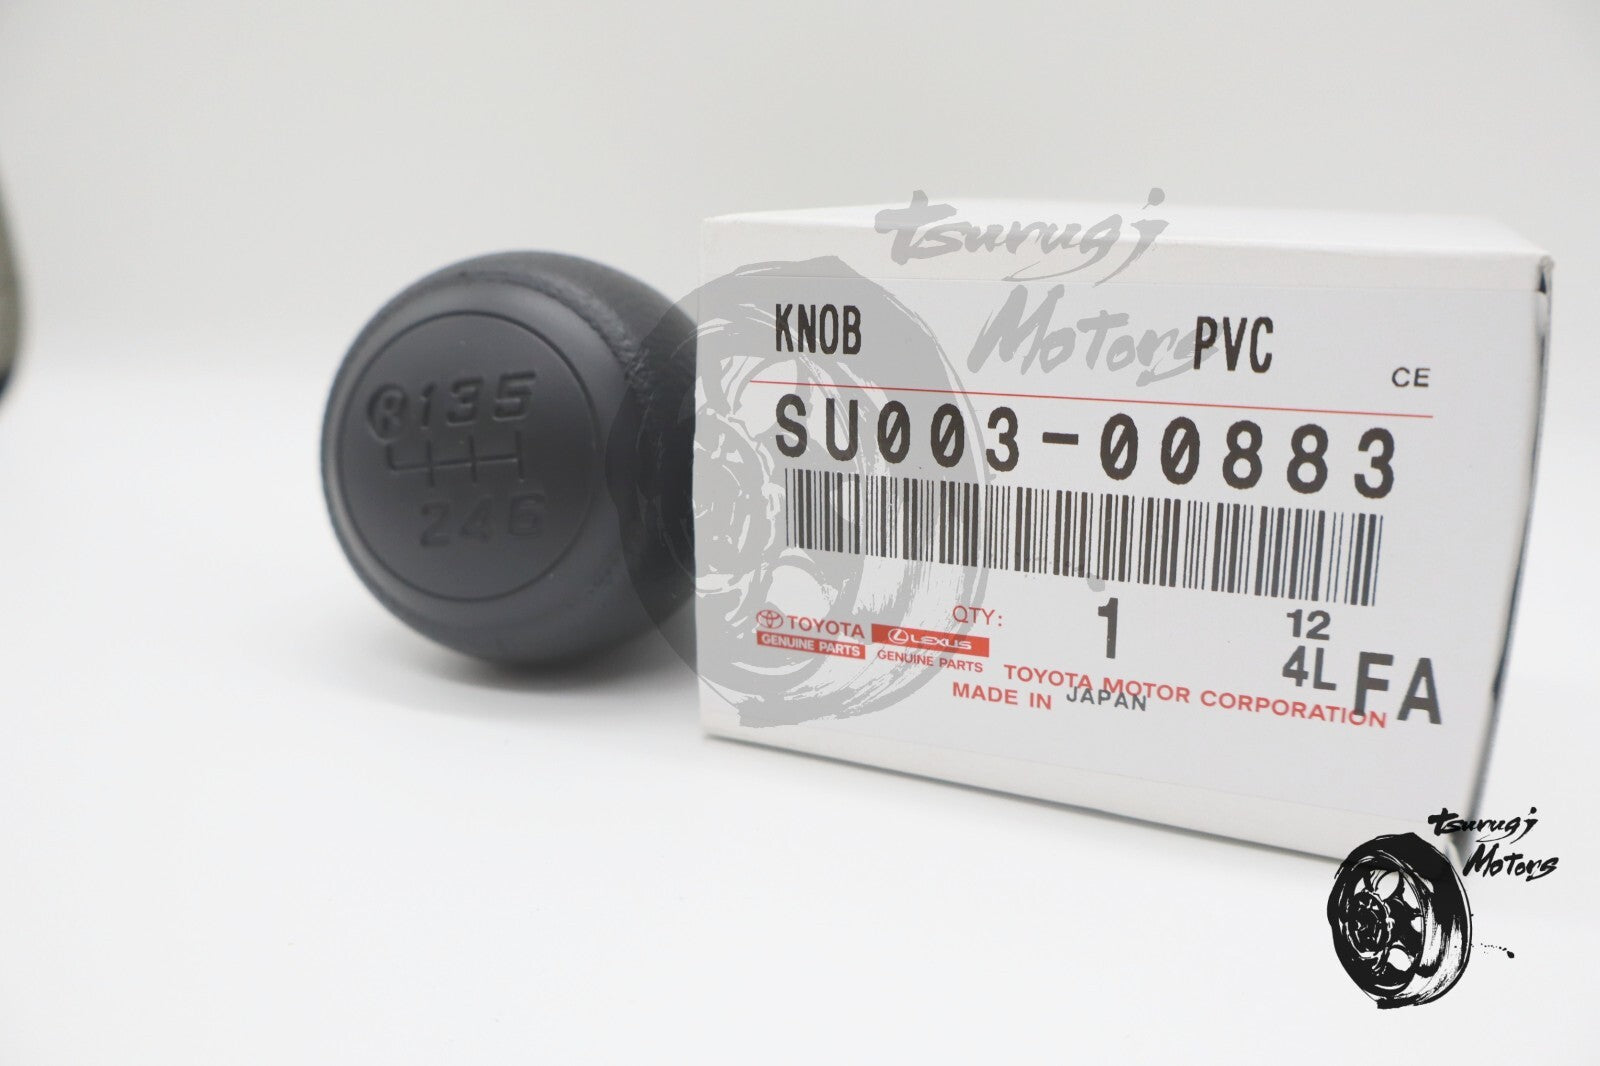 tsurugi
Motors
KNOB PVC
CE
SU003-00883
R135
246
QTY: 1 12
4L FA
TOYOTA
GENUINE PARTS
LEXUS
GENUINE PARTS
TOYOTA MOTOR CORPORATION
MADE IN JAPAN
tsurugi
Motors